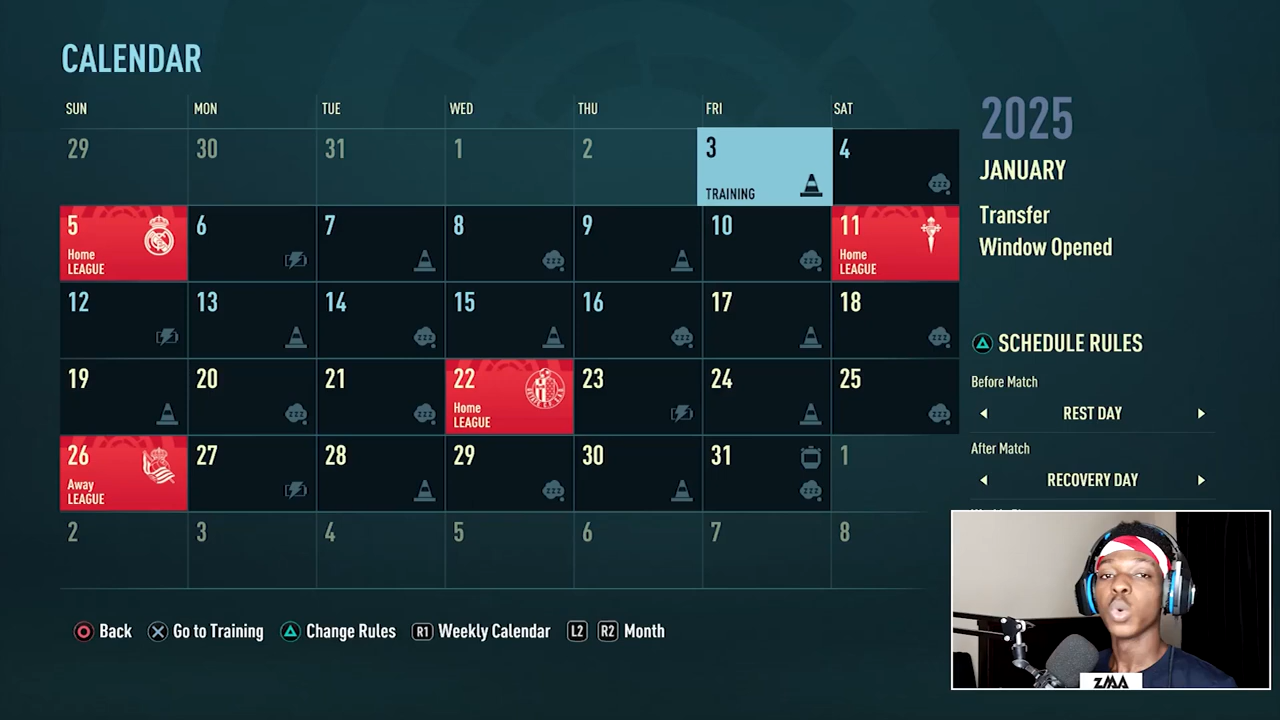 CALENDAR
SUN MON TUE WED THU FRI SAT
29 30 31 1 2 3 4
TRAINING
5 6 7 8 9 10 11
Home
LEAGUE
Home
LEAGUE
12 13 14 15 16 17 18
19 20 21 22 23 24 25
Home
LEAGUE
26 27 28 29 30 31 1
Away
LEAGUE
2 3 4 5 6 7 8
2025
JANUARY
Transfer
Window Opened
SCHEDULE RULES
Before Match
REST DAY
After Match
RECOVERY DAY
Back Go to Training Change Rules R1 Weekly Calendar L2 R2 Month
ZMA